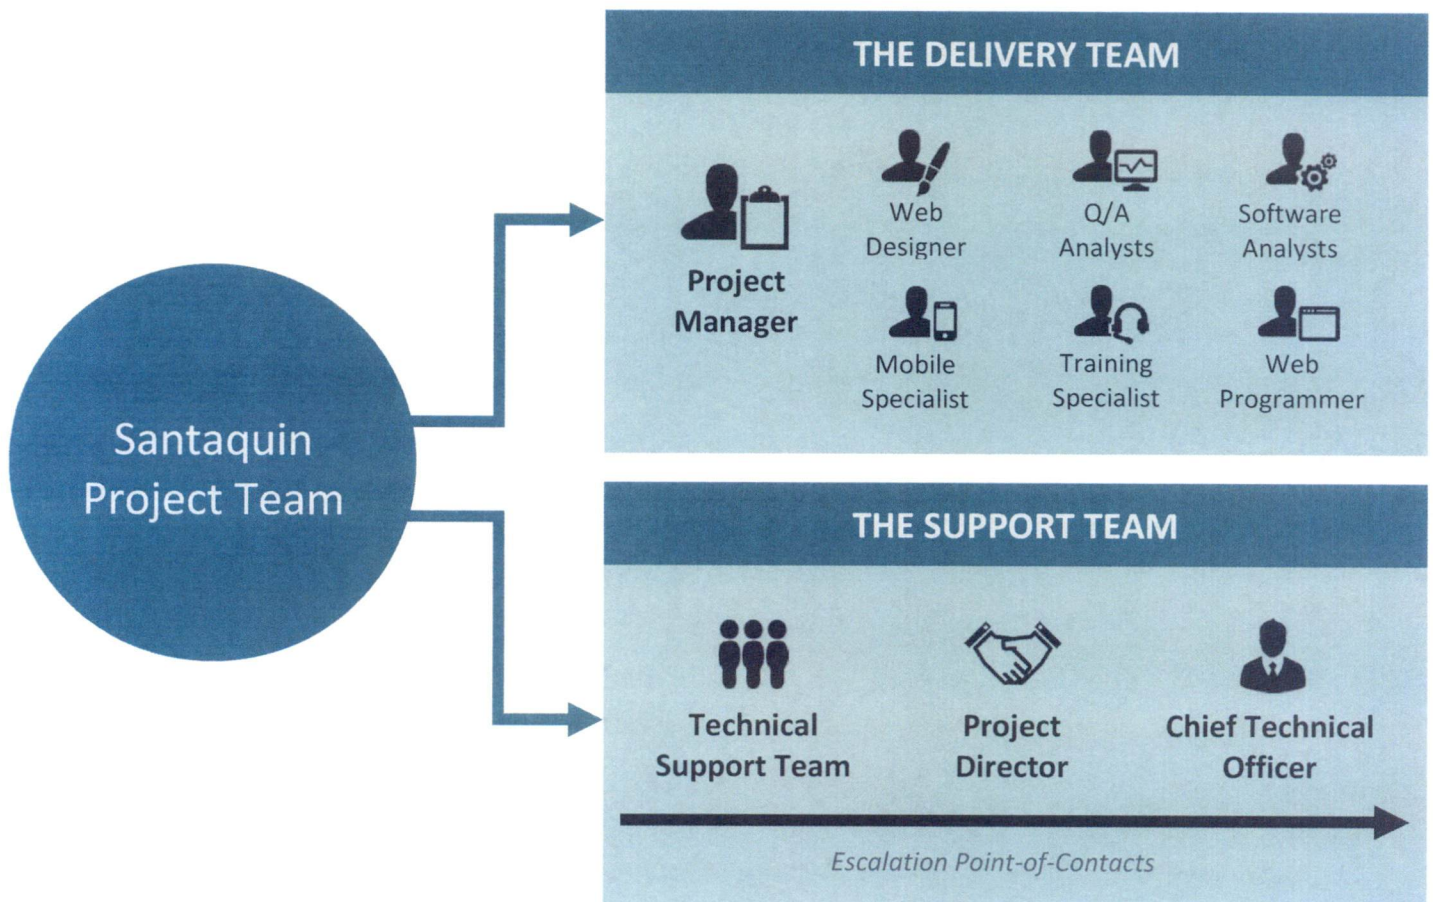 Santaquin
Project Team
THE DELIVERY TEAM
Project
Manager
Web
Designer
Q/A
Analysts
Software
Analysts
Mobile
Specialist
Training
Specialist
Web
Programmer
THE SUPPORT TEAM
Technical
Support Team
Project
Director
Chief Technical
Officer
Escalation Point-of-Contacts